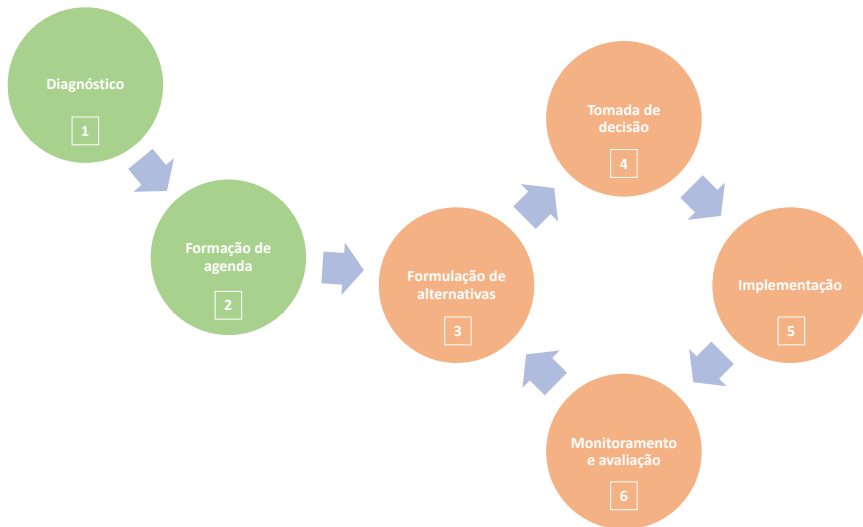 Diagnóstico
1
Formação de
agenda
2
Formulação de
alternativas
3
Tomada de
decisão
4
Implementação
5
Monitoramento
e avaliação
6